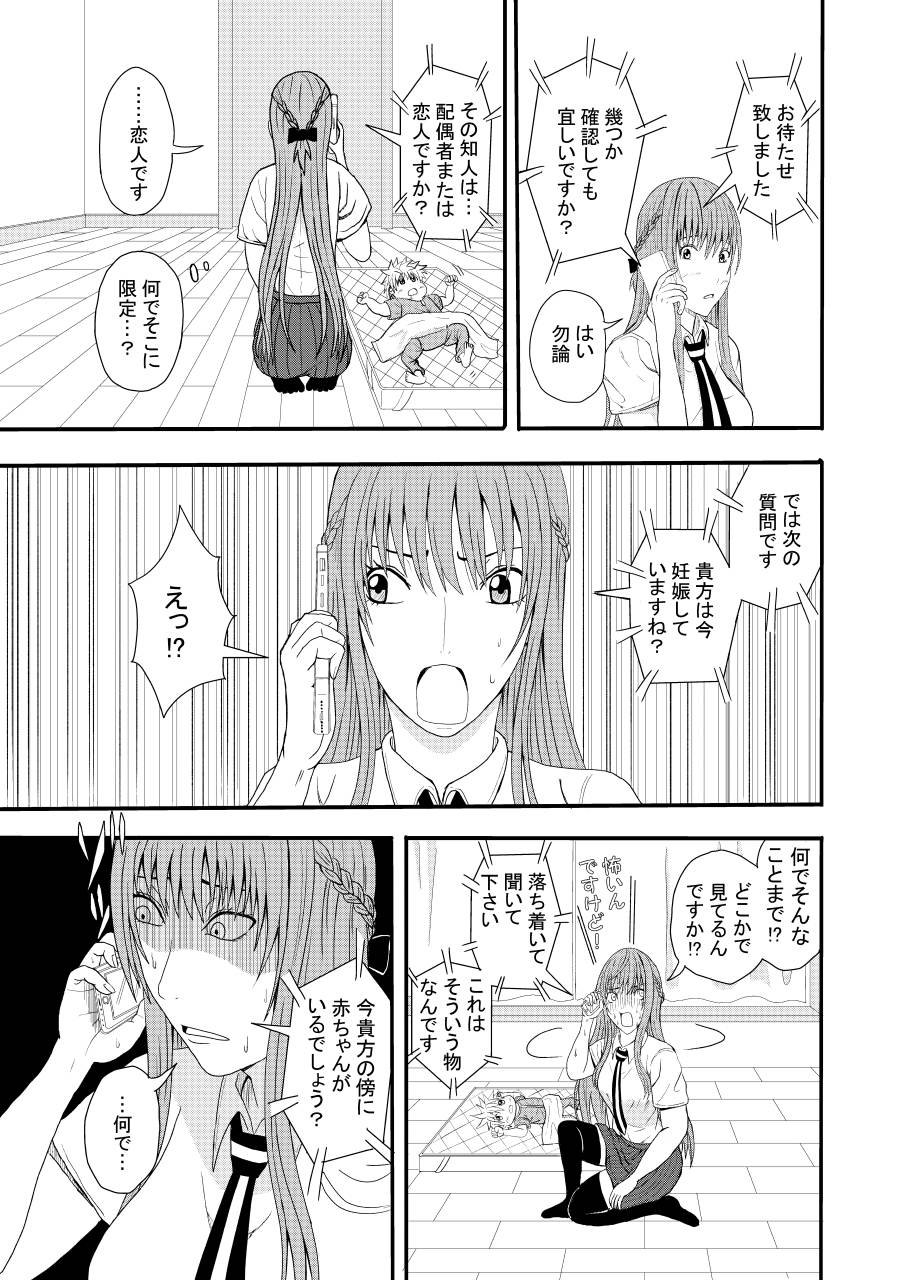 お待たせ
致しました
幾つか
確認しても
宜しいですか?
はい
勿論
その知人は…
配偶者または
恋人ですか?
……恋人です
何でそこに
限定…?
では次の
質問です
貴方は今
妊娠して
いますね?
えっ!?
何でそんな
ことまで!?
どこかで
見てるん
ですか!?
怖いん
ですけど!
落ち着いて
聞いて
下さい
これは
そういう物
なんです
今貴方の傍に
赤ちゃんが
いるでしょう?
…何で…